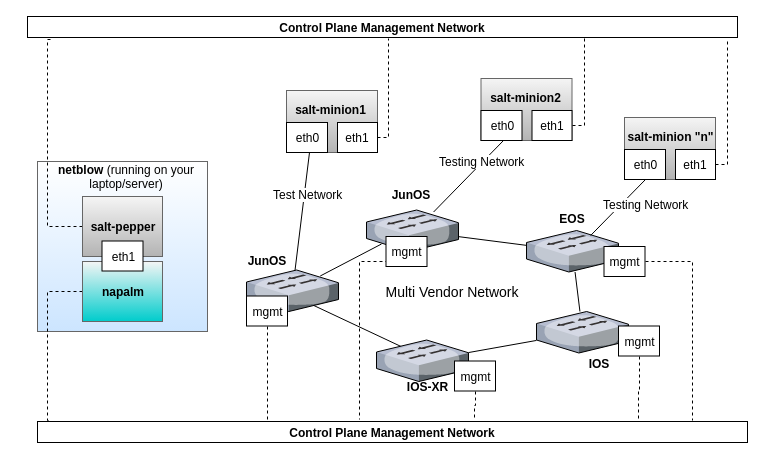 Control Plane Management Network
salt-minion1
eth0
eth1
salt-minion2
eth0
eth1
salt-minion "n"
eth0
eth1
Testing Network
netblow (running on your
laptop/server)
Test Network
JunOS
Testing Network
salt-pepper
EOS
eth1
mgmt
JunOS
mgmt
napalm
Multi Vendor Network
mgmt
mgmt
IOS
mgmt
IOS-XR
Control Plane Management Network